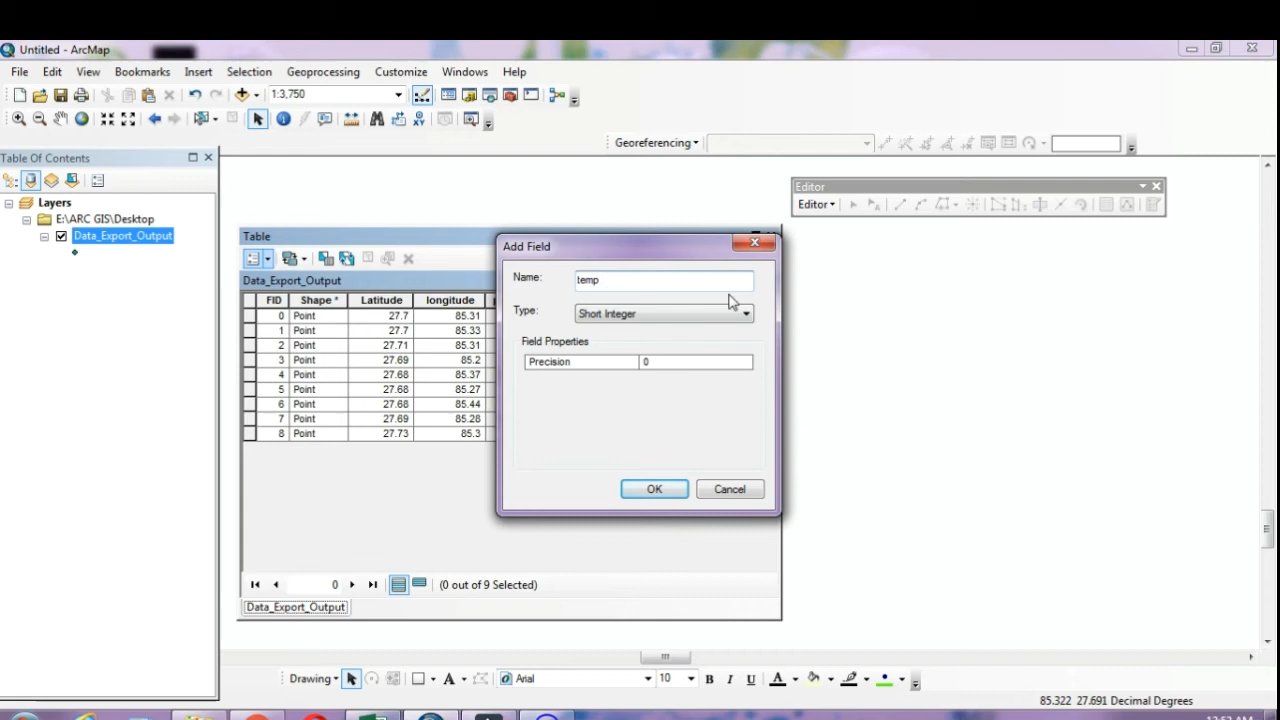 Untitled - ArcMap
File Edit View Bookmarks Insert Selection Geoprocessing Customize Windows Help
1:3,750
Georeferencing
Table Of Contents
Editor
Editor
Layers
E:\ARC GIS\Desktop
Data_Export_Output
Table
Add Field
Data_Export_Output
Name: temp
FID Shape * Latitude longitude
Type: Short Integer
0 Point 27.7 85.31
1 Point 27.7 85.33
2 Point 27.71 85.31
3 Point 27.69 85.2
4 Point 27.68 85.37
5 Point 27.68 85.27
6 Point 27.68 85.44
7 Point 27.69 85.28
8 Point 27.73 85.3
Field Properties
Precision 0
OK Cancel
0 (0 out of 9 Selected)
Data_Export_Output
Drawing A Arial 10 B I U A
85.322 27.691 Decimal Degrees